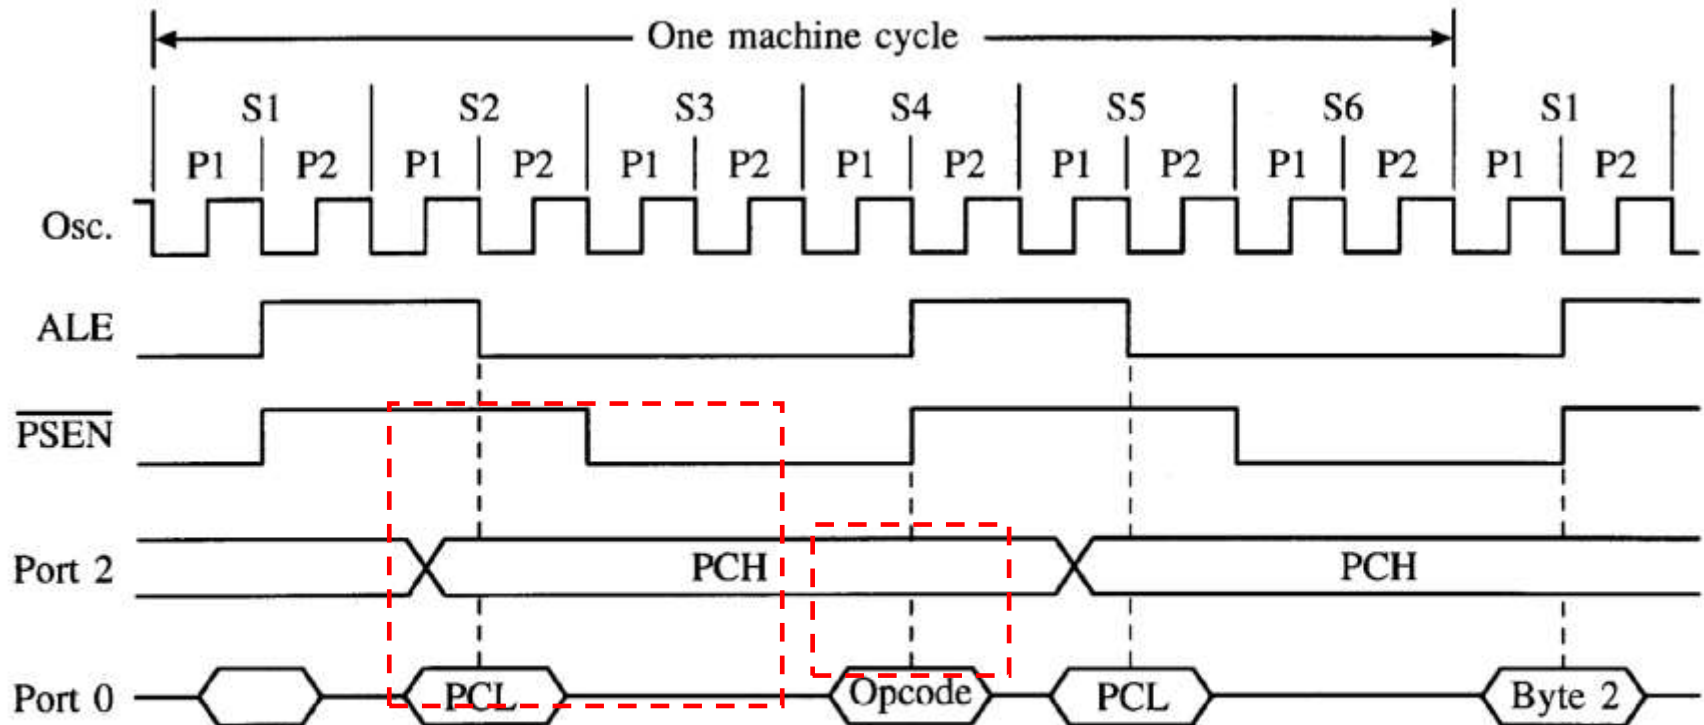 One machine cycle
S1 S2 S3 S4 S5 S6 S1
P1 P2 P1 P2 P1 P2 P1 P2 P1 P2 P1 P2 P1 P2
Osc.
ALE
PSEN
Port 2 PCH PCH
Port 0 PCL Opcode PCL Byte 2